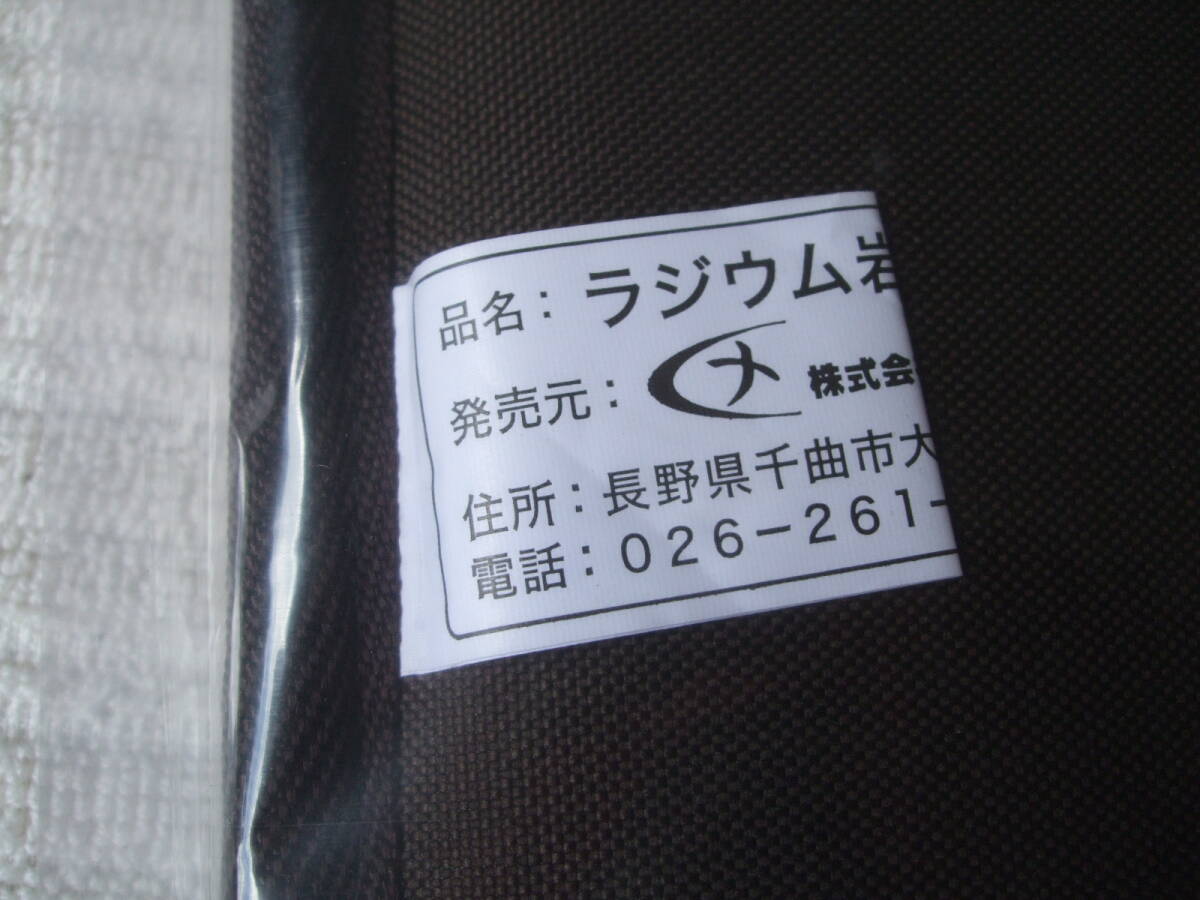 品名：ラジウム岩
発売元：株式会
住所：長野県千曲市大
電話：026－261－